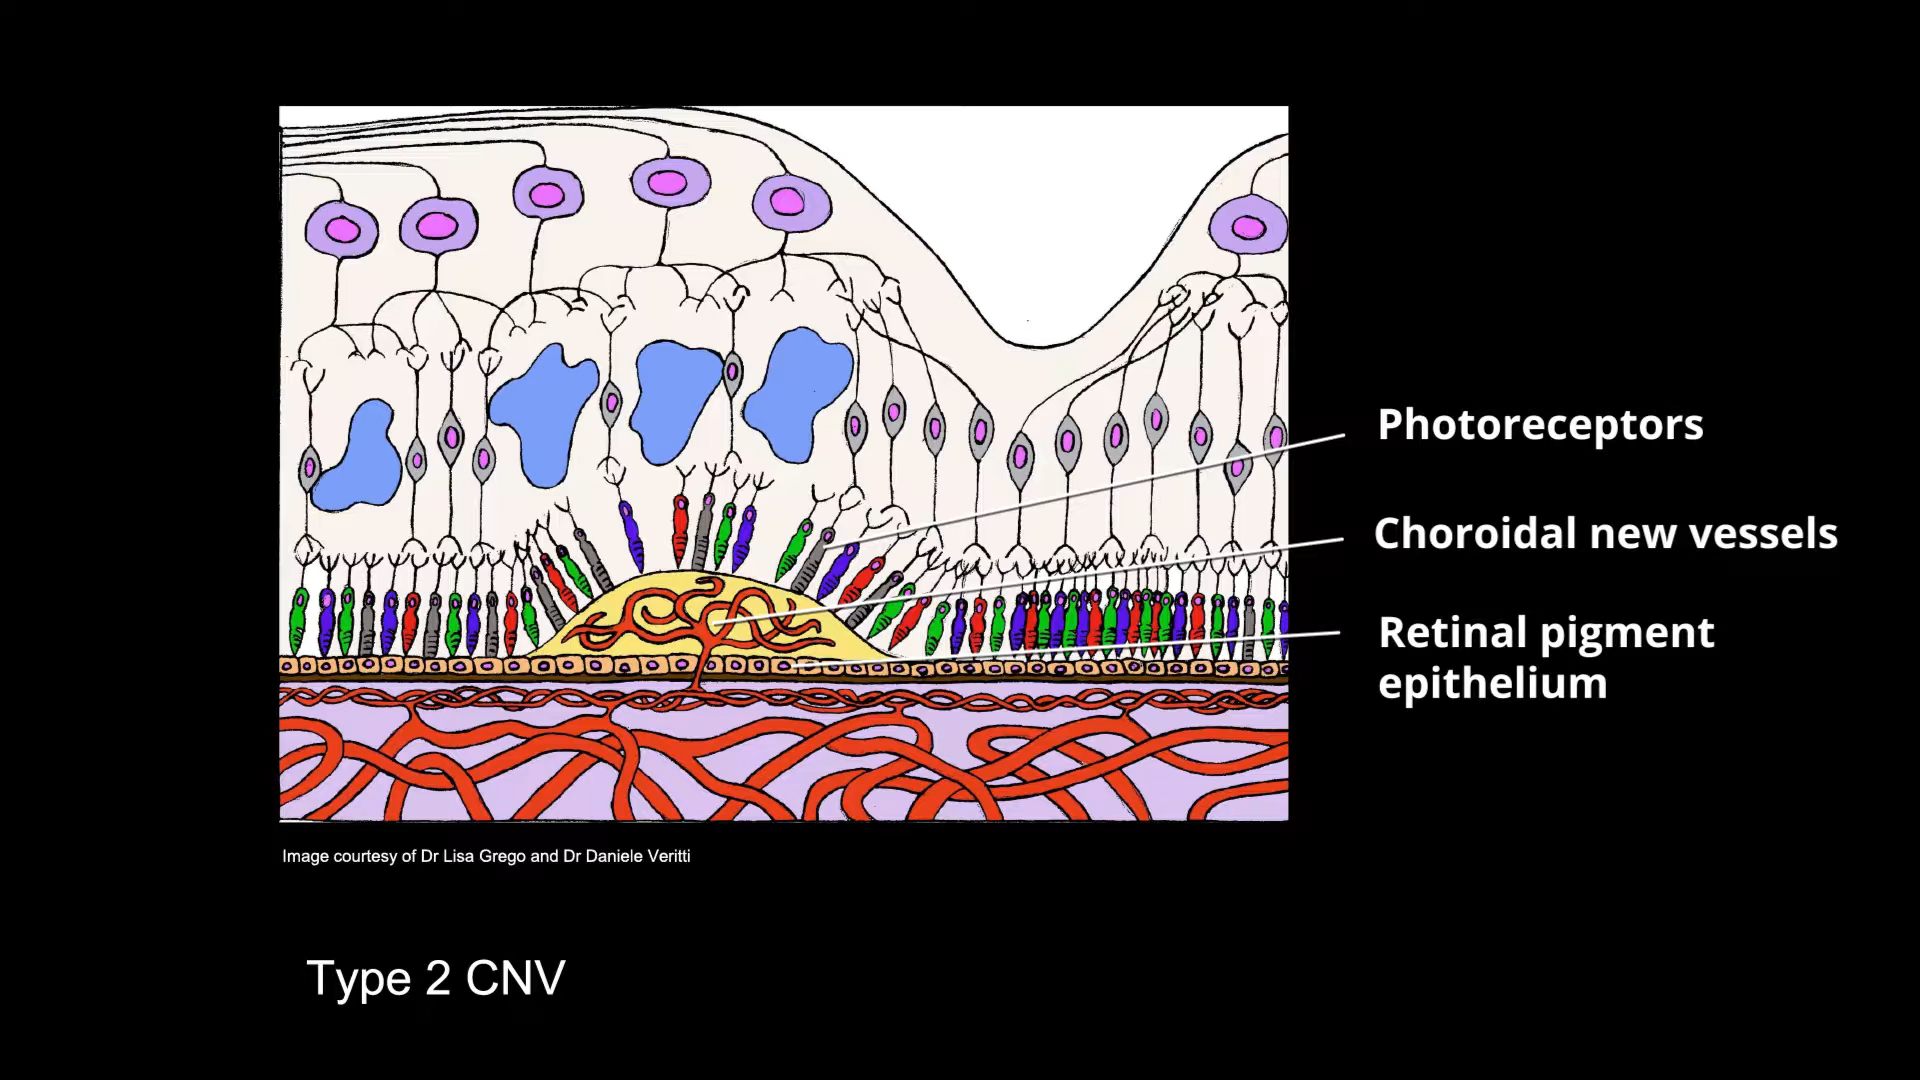 Photoreceptors
Choroidal new vessels
Retinal pigment
epithelium
Image courtesy of Dr Lisa Grego and Dr Daniele Veritti
Type 2 CNV